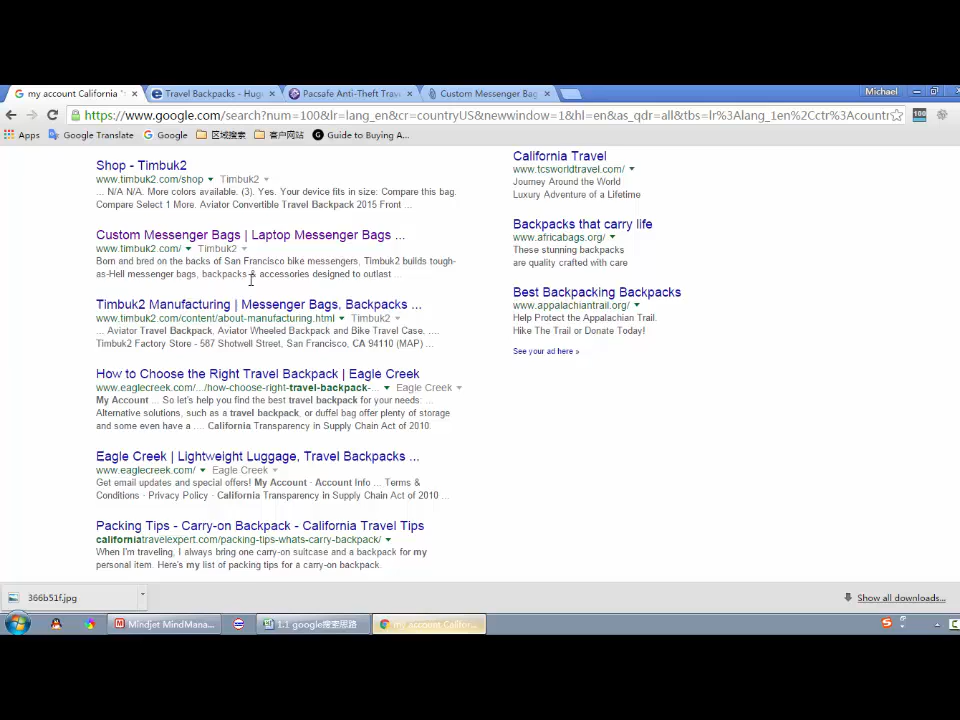 my account California "
Travel Backpacks - Hug
Pacsafe Anti-Theft Trave
Custom Messenger Bag
Michael
https://www.google.com/search?num=100&lr=lang_en&cr=countryUS&newwindow=1&hl=en&as_qdr=all&tbs=lr%3Alang_1en%2Cctr%3Acountr
Apps
Google Translate
Google
区域搜索
客户网站
Guide to Buying A...
Shop - Timbuk2
www.timbuk2.com/shop Timbuk2
... N/A N/A. More colors available. (3). Yes. Your device fits in size: Compare this bag.
Compare Select 1 More. Aviator Convertible Travel Backpack 2015 Front ...
Custom Messenger Bags | Laptop Messenger Bags ...
www.timbuk2.com/ Timbuk2
Born and bred on the backs of San Francisco bike messengers, Timbuk2 builds tough-
as-Hell messenger bags, backpacks & accessories designed to outlast ...
Timbuk2 Manufacturing | Messenger Bags, Backpacks ...
www.timbuk2.com/content/about-manufacturing.html Timbuk2
... Aviator Travel Backpack, Aviator Wheeled Backpack and Bike Travel Case. ....
Timbuk2 Factory Store - 587 Shotwell Street, San Francisco, CA 94110 (MAP) ...
How to Choose the Right Travel Backpack | Eagle Creek
www.eaglecreek.com/.../how-choose-right-travel-backpack-... Eagle Creek
My Account ... So let's help you find the best travel backpack for your needs: ...
Alternative solutions, such as a travel backpack, or duffel bag offer plenty of storage
and some even have a .... California Transparency in Supply Chain Act of 2010.
Eagle Creek | Lightweight Luggage, Travel Backpacks ...
www.eaglecreek.com/ Eagle Creek
Get email updates and special offers! My Account · Account Info ... Terms &
Conditions · Privacy Policy · California Transparency in Supply Chain Act of 2010 ...
Packing Tips - Carry-on Backpack - California Travel Tips
californiatravelexpert.com/packing-tips-whats-carry-backpack/
When I'm traveling, I always bring one carry-on suitcase and a backpack for my
personal item. Here's my list of packing tips for a carry-on backpack.
California Travel
www.tcsworldtravel.com/
Journey Around the World
Luxury Adventure of a Lifetime
Backpacks that carry life
www.africabags.org/
These stunning backpacks
are quality crafted with care
Best Backpacking Backpacks
www.appalachiantrail.org/
Help Protect the Appalachian Trail.
Hike The Trail or Donate Today!
See your ad here »
366b51f.jpg
Show all downloads...
Mindjet MindMana...
1.1 google搜索思路
my account Califor...